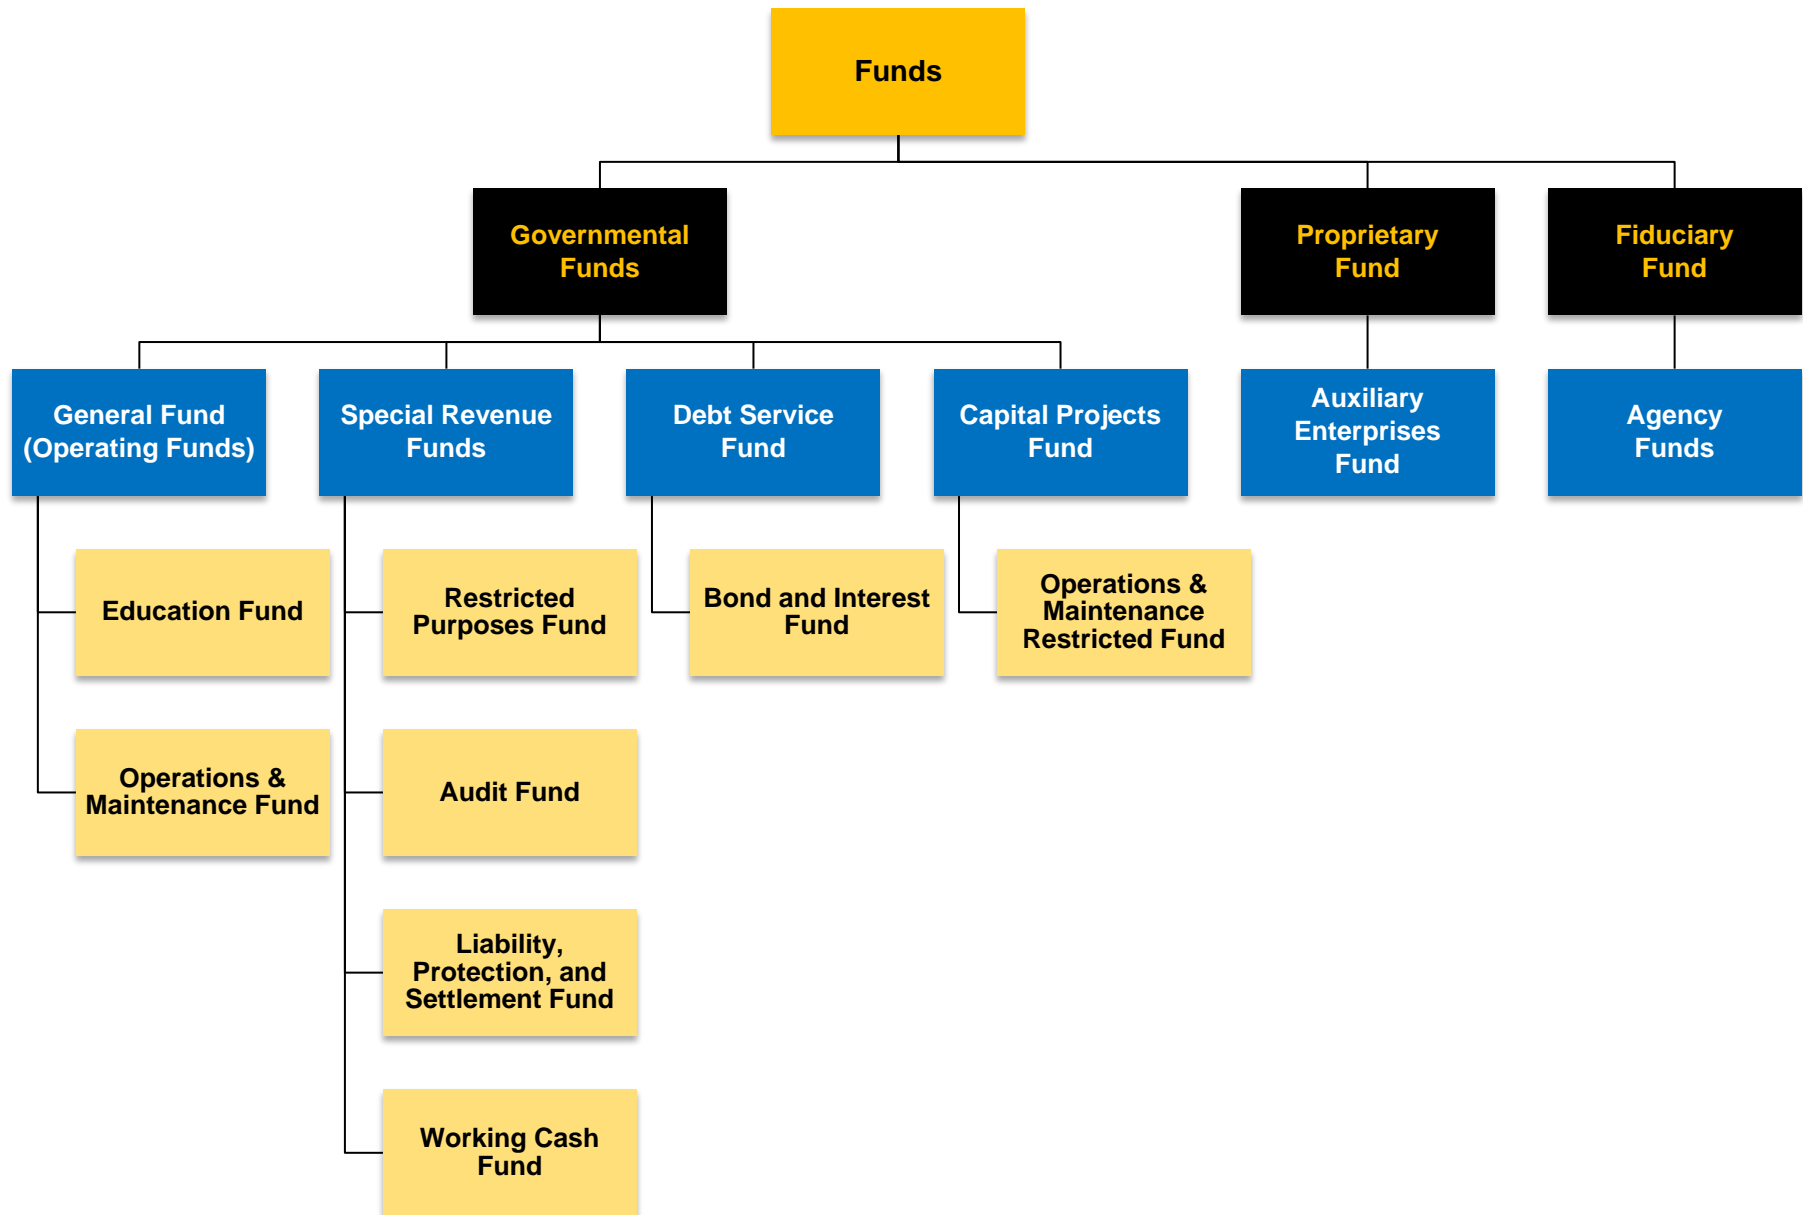 Funds
Governmental
Funds
Proprietary
Fund
Fiduciary
Fund
General Fund
(Operating Funds)
Special Revenue
Funds
Debt Service
Fund
Capital Projects
Fund
Auxiliary
Enterprises
Fund
Agency
Funds
Education Fund
Restricted
Purposes Fund
Bond and Interest
Fund
Operations &
Maintenance
Restricted Fund
Operations &
Maintenance Fund
Audit Fund
Liability,
Protection, and
Settlement Fund
Working Cash
Fund